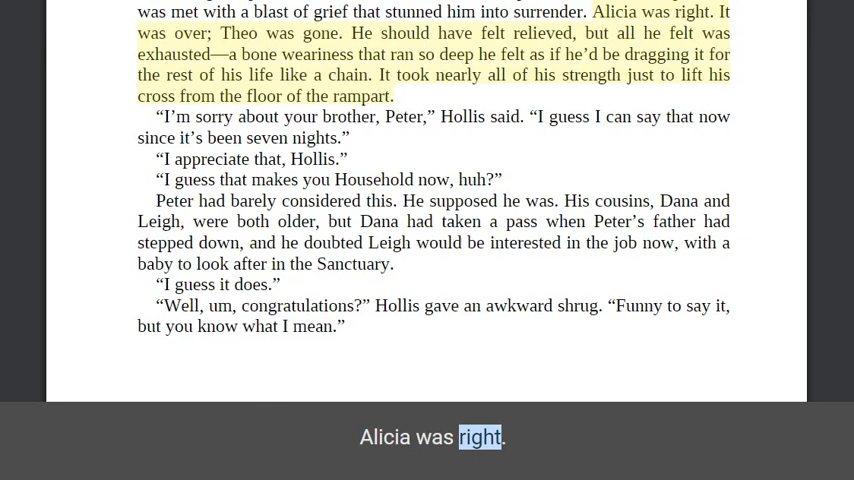 was met with a blast of grief that stunned him into surrender. Alicia was right. It
was over; Theo was gone. He should have felt relieved, but all he felt was
exhausted—a bone weariness that ran so deep he felt as if he’d be dragging it for
the rest of his life like a chain. It took nearly all of his strength just to lift his
cross from the floor of the rampart.
“I’m sorry about your brother, Peter,” Hollis said. “I guess I can say that now
since it’s been seven nights.”
“I appreciate that, Hollis.”
“I guess that makes you Household now, huh?”
Peter had barely considered this. He supposed he was. His cousins, Dana and
Leigh, were both older, but Dana had taken a pass when Peter’s father had
stepped down, and he doubted Leigh would be interested in the job now, with a
baby to look after in the Sanctuary.
“I guess it does.”
“Well, um, congratulations?” Hollis gave an awkward shrug. “Funny to say it,
but you know what I mean.”
Alicia was right.